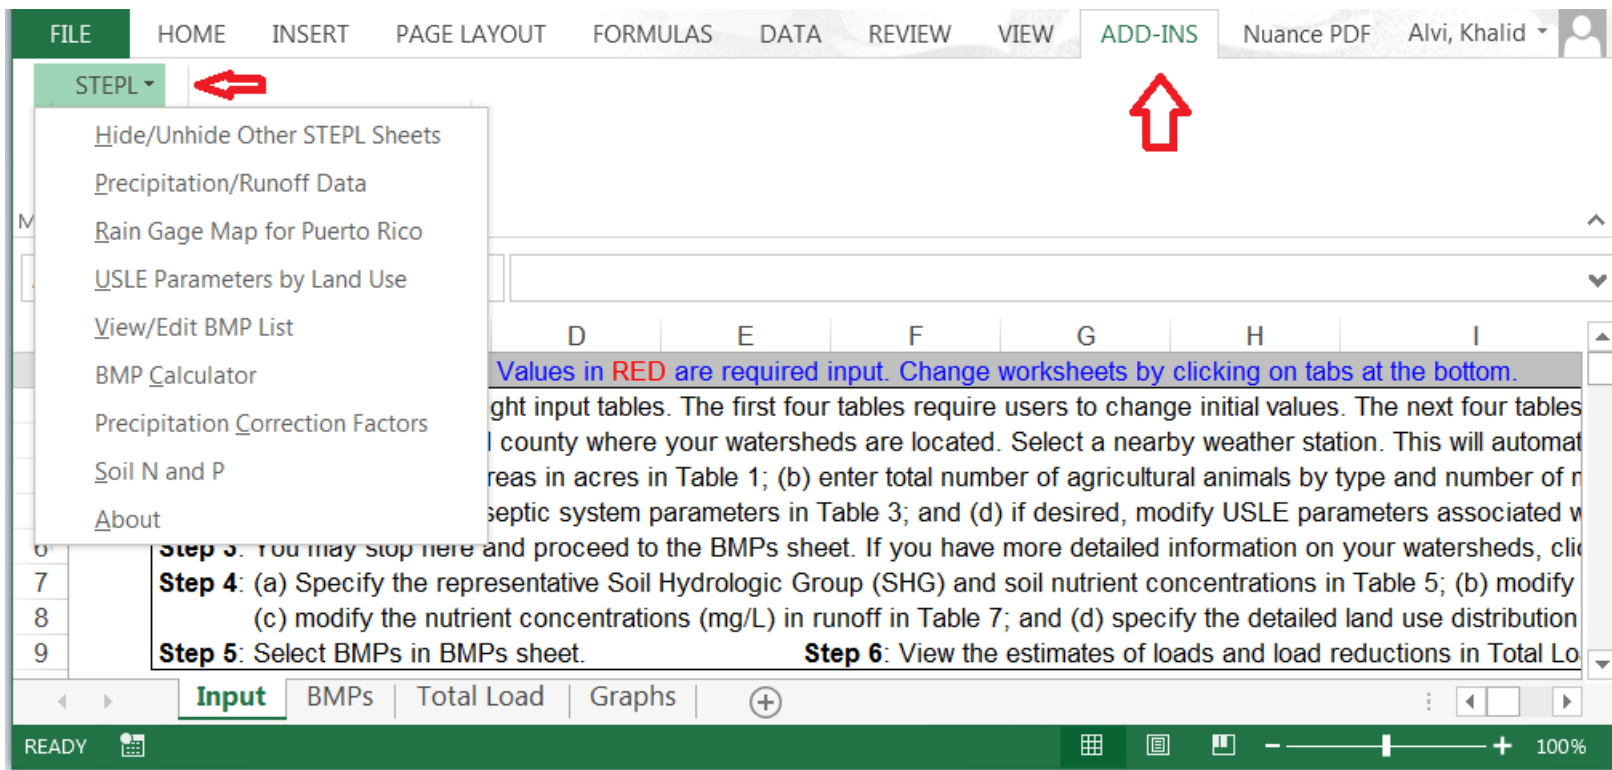 FILE HOME INSERT PAGE LAYOUT FORMULAS DATA REVIEW VIEW ADD-INS Nuance PDF Alvi, Khalid
STEPL
Hide/Unhide Other STEPL Sheets
Precipitation/Runoff Data
Rain Gage Map for Puerto Rico
USLE Parameters by Land Use
View/Edit BMP List
BMP Calculator
Precipitation Correction Factors
Soil N and P
About
D E F G H I
Values in RED are required input. Change worksheets by clicking on tabs at the bottom.
ght input tables. The first four tables require users to change initial values. The next four tables
county where your watersheds are located. Select a nearby weather station. This will automat
reas in acres in Table 1; (b) enter total number of agricultural animals by type and number of
septic system parameters in Table 3; and (d) if desired, modify USLE parameters associated
6 Step 3: You may stop here and proceed to the BMPs sheet. If you have more detailed information on your watersheds, clic
7 Step 4: (a) Specify the representative Soil Hydrologic Group (SHG) and soil nutrient concentrations in Table 5; (b) modify
8 (c) modify the nutrient concentrations (mg/L) in runoff in Table 7; and (d) specify the detailed land use distribution
9 Step 5: Select BMPs in BMPs sheet. Step 6: View the estimates of loads and load reductions in Total Lo
Input BMPs Total Load Graphs
READY 100%